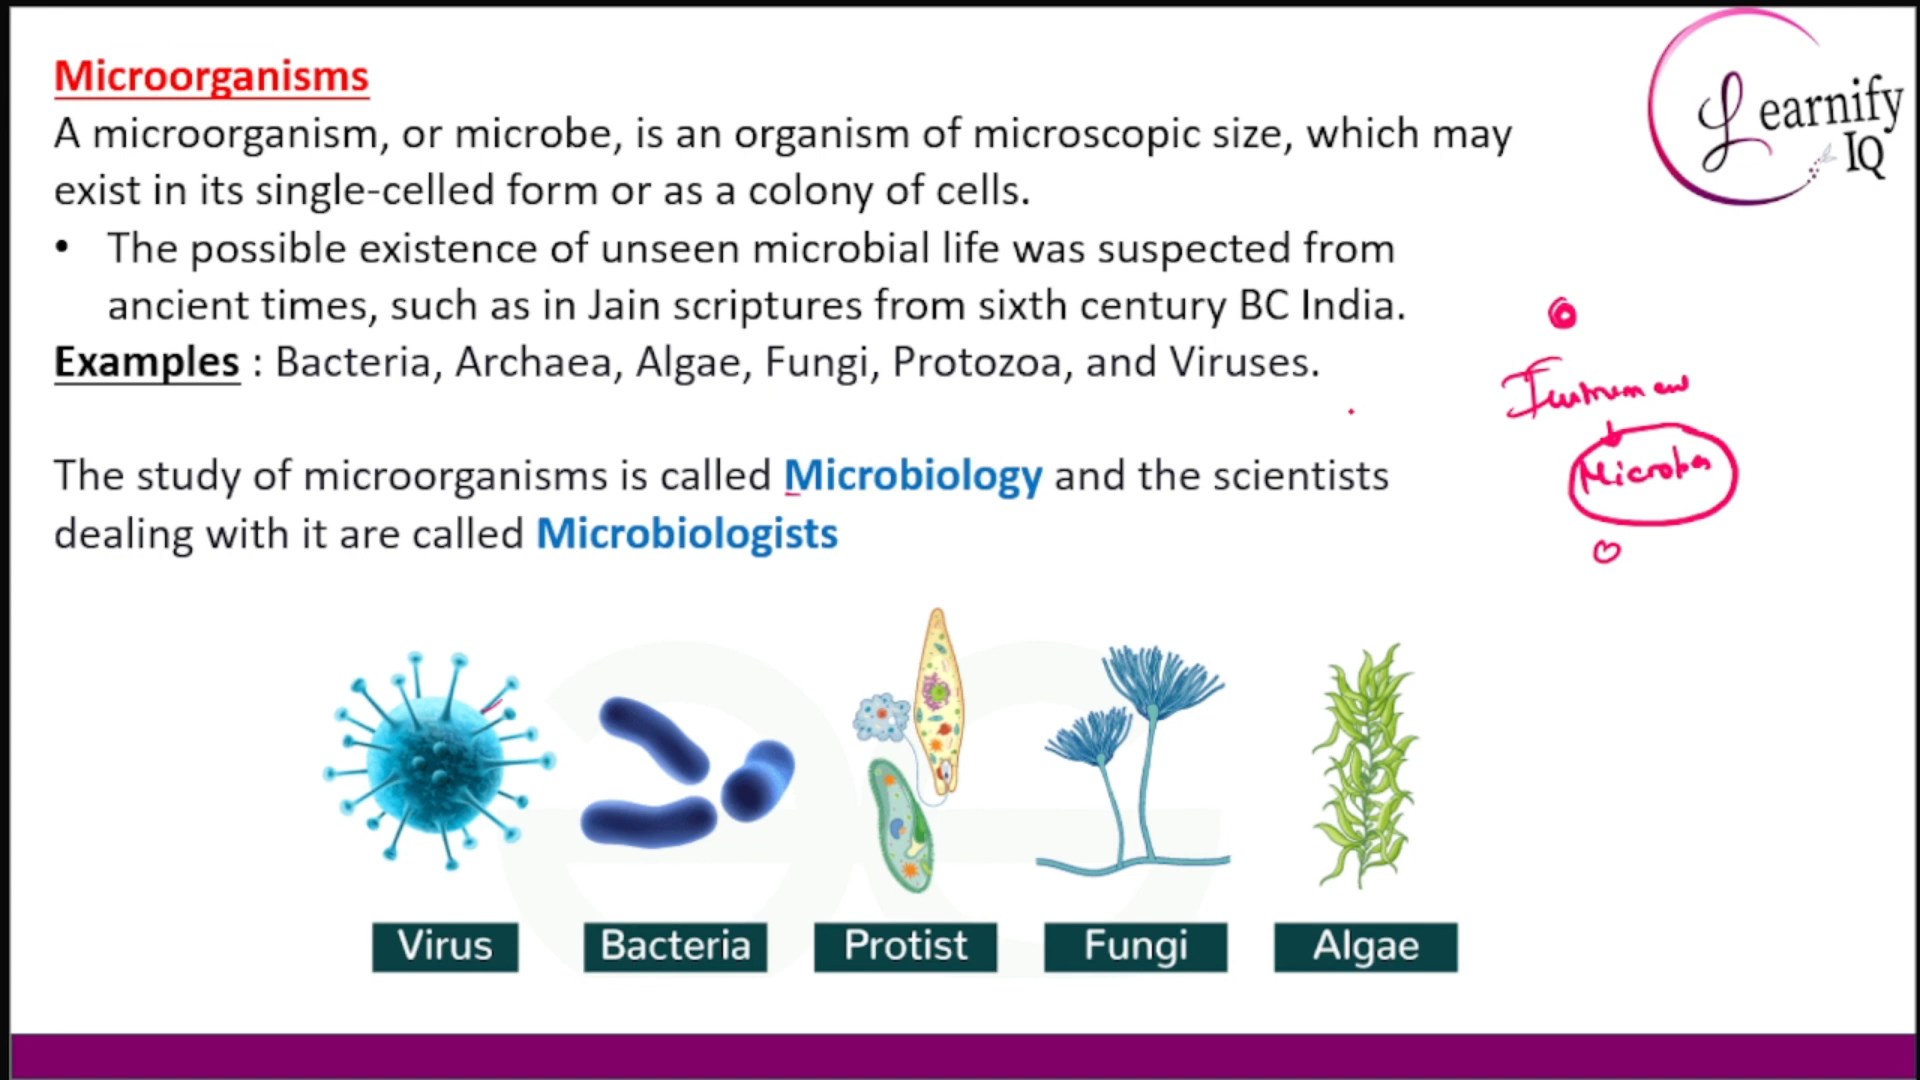 Microorganisms
A microorganism, or microbe, is an organism of microscopic size, which may
exist in its single-celled form or as a colony of cells.
• The possible existence of unseen microbial life was suspected from
ancient times, such as in Jain scriptures from sixth century BC India.
Examples : Bacteria, Archaea, Algae, Fungi, Protozoa, and Viruses.
The study of microorganisms is called Microbiology and the scientists
dealing with it are called Microbiologists
Learnify
IQ
Microbes
Virus Bacteria Protist Fungi Algae